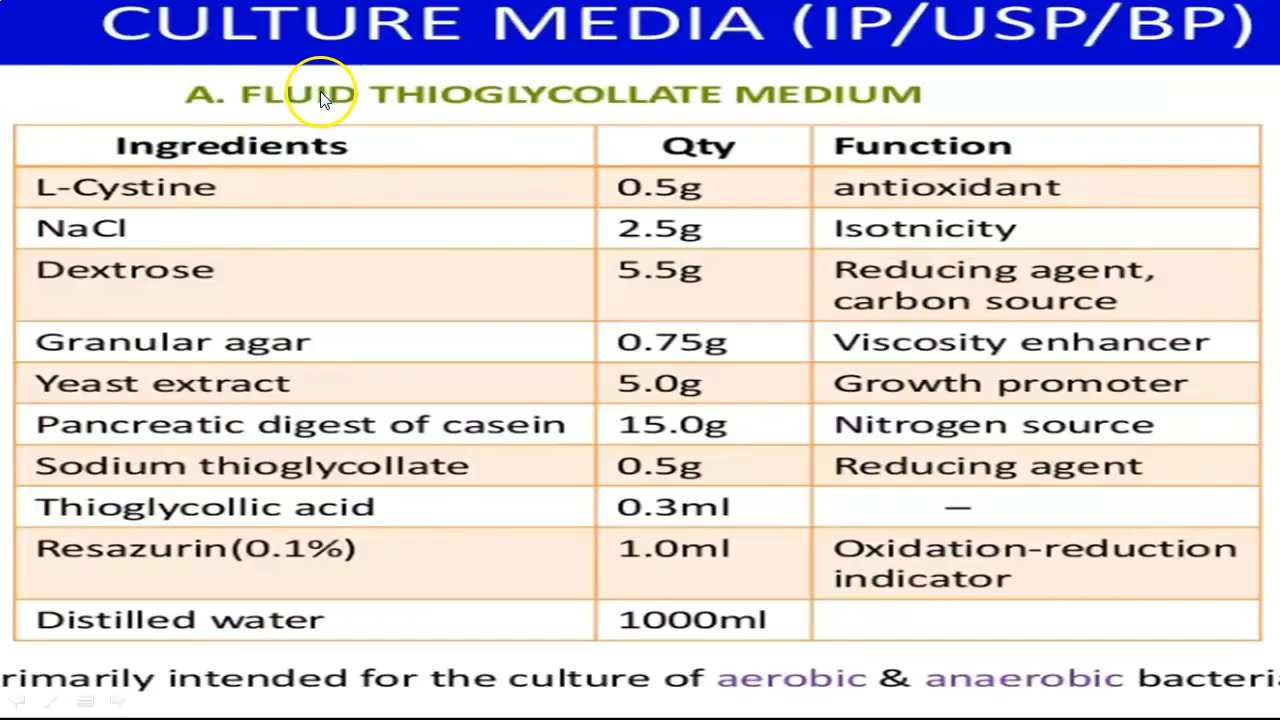 CULTURE MEDIA (IP/USP/BP)
A. FLUID THIOGLYCOLLATE MEDIUM
Ingredients Qty Function
L-Cystine 0.5g antioxidant
NaCl 2.5g Isotnicity
Dextrose 5.5g Reducing agent,
carbon source
Granular agar 0.75g Viscosity enhancer
Yeast extract 5.0g Growth promoter
Pancreatic digest of casein 15.0g Nitrogen source
Sodium thioglycollate 0.5g Reducing agent
Thioglycollic acid 0.3ml —
Resazurin(0.1%) 1.0ml Oxidation-reduction
indicator
Distilled water 1000ml
rimarily intended for the culture of aerobic & anaerobic bacteri